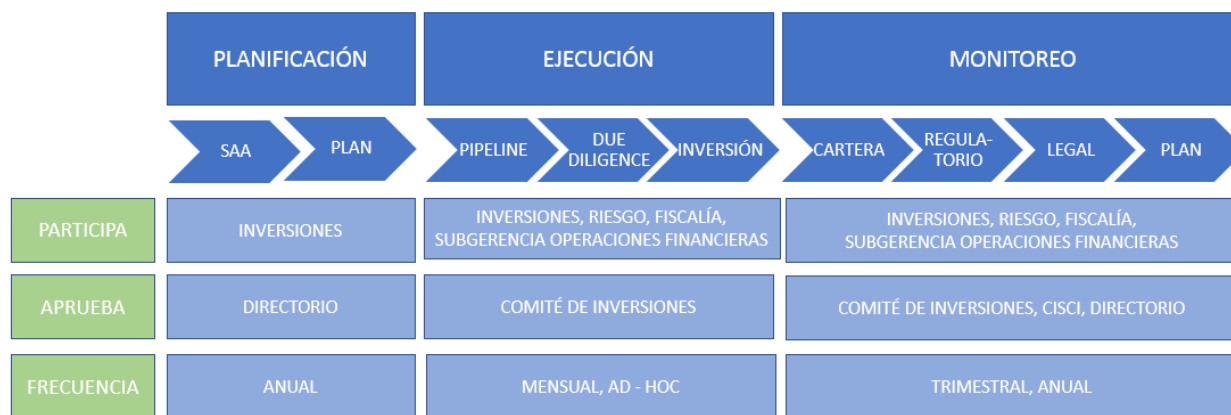 PLANIFICACIÓN
EJECUCIÓN
MONITOREO
SAA
PLAN
PIPELINE
DUE
DILIGENCE
INVERSIÓN
CARTERA
REGULA-
TORIO
LEGAL
PLAN
PARTICIPA
INVERSIONES
INVERSIONES, RIESGO, FISCALÍA,
SUBGERENCIA OPERACIONES FINANCIERAS
INVERSIONES, RIESGO, FISCALÍA,
SUBGERENCIA OPERACIONES FINANCIERAS
APRUEBA
DIRECTORIO
COMITÉ DE INVERSIONES
COMITÉ DE INVERSIONES, CISCI, DIRECTORIO
FRECUENCIA
ANUAL
MENSUAL, AD - HOC
TRIMESTRAL, ANUAL